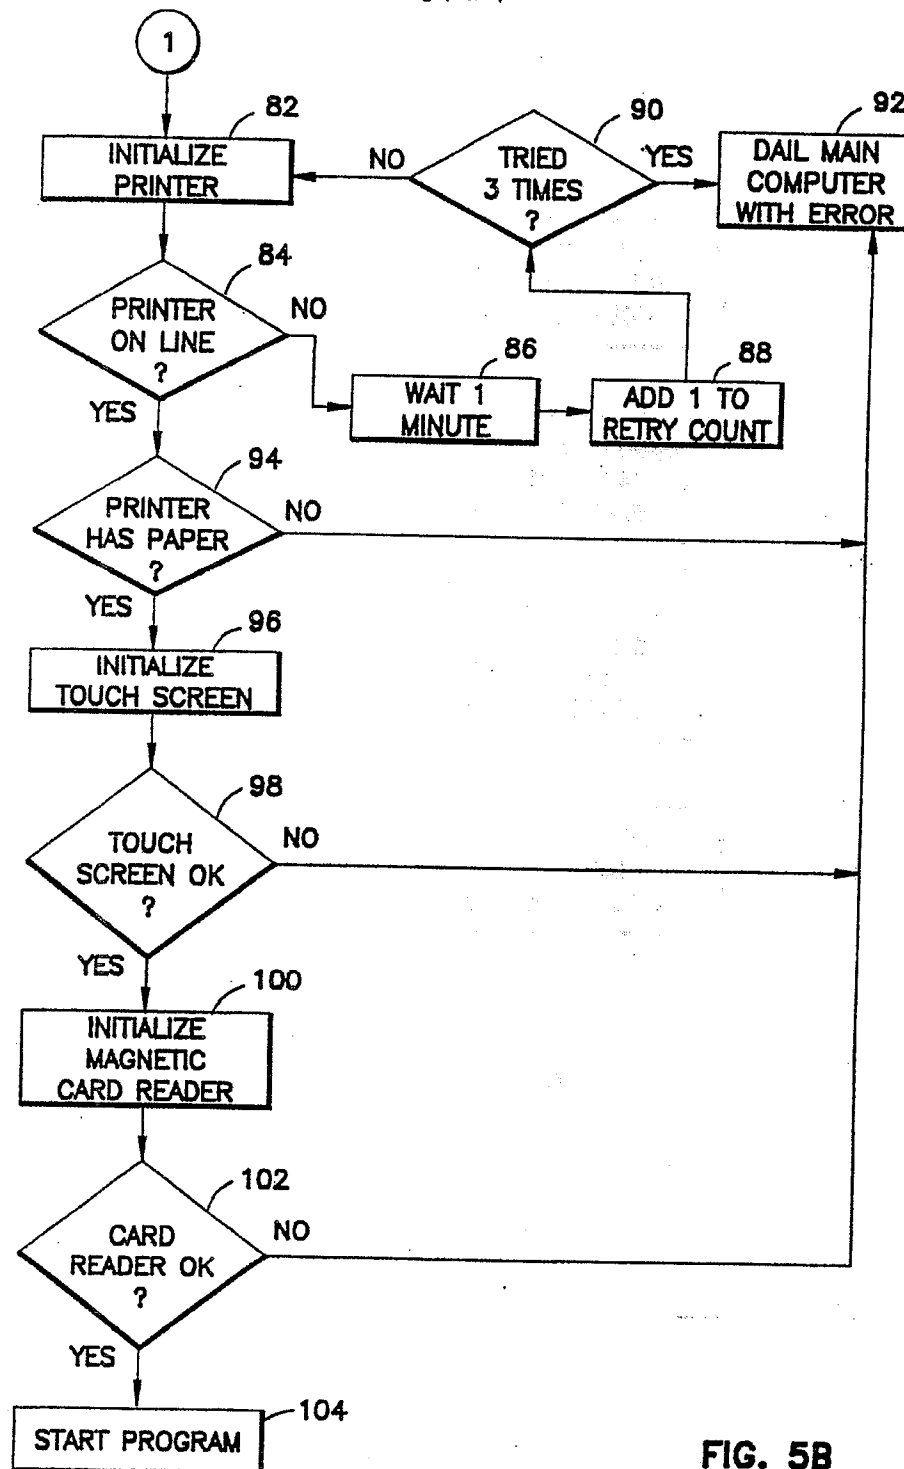 1
82
INITIALIZE
PRINTER
90
TRIED
3 TIMES
?
NO
YES
92
DAIL MAIN
COMPUTER
WITH ERROR
84
PRINTER
ON LINE
?
NO
YES
86
WAIT 1
MINUTE
88
ADD 1 TO
RETRY COUNT
94
PRINTER
HAS PAPER
?
NO
YES
96
INITIALIZE
TOUCH SCREEN
98
TOUCH
SCREEN OK
?
NO
YES
100
INITIALIZE
MAGNETIC
CARD READER
102
CARD
READER OK
?
NO
YES
104
START PROGRAM
FIG. 5B